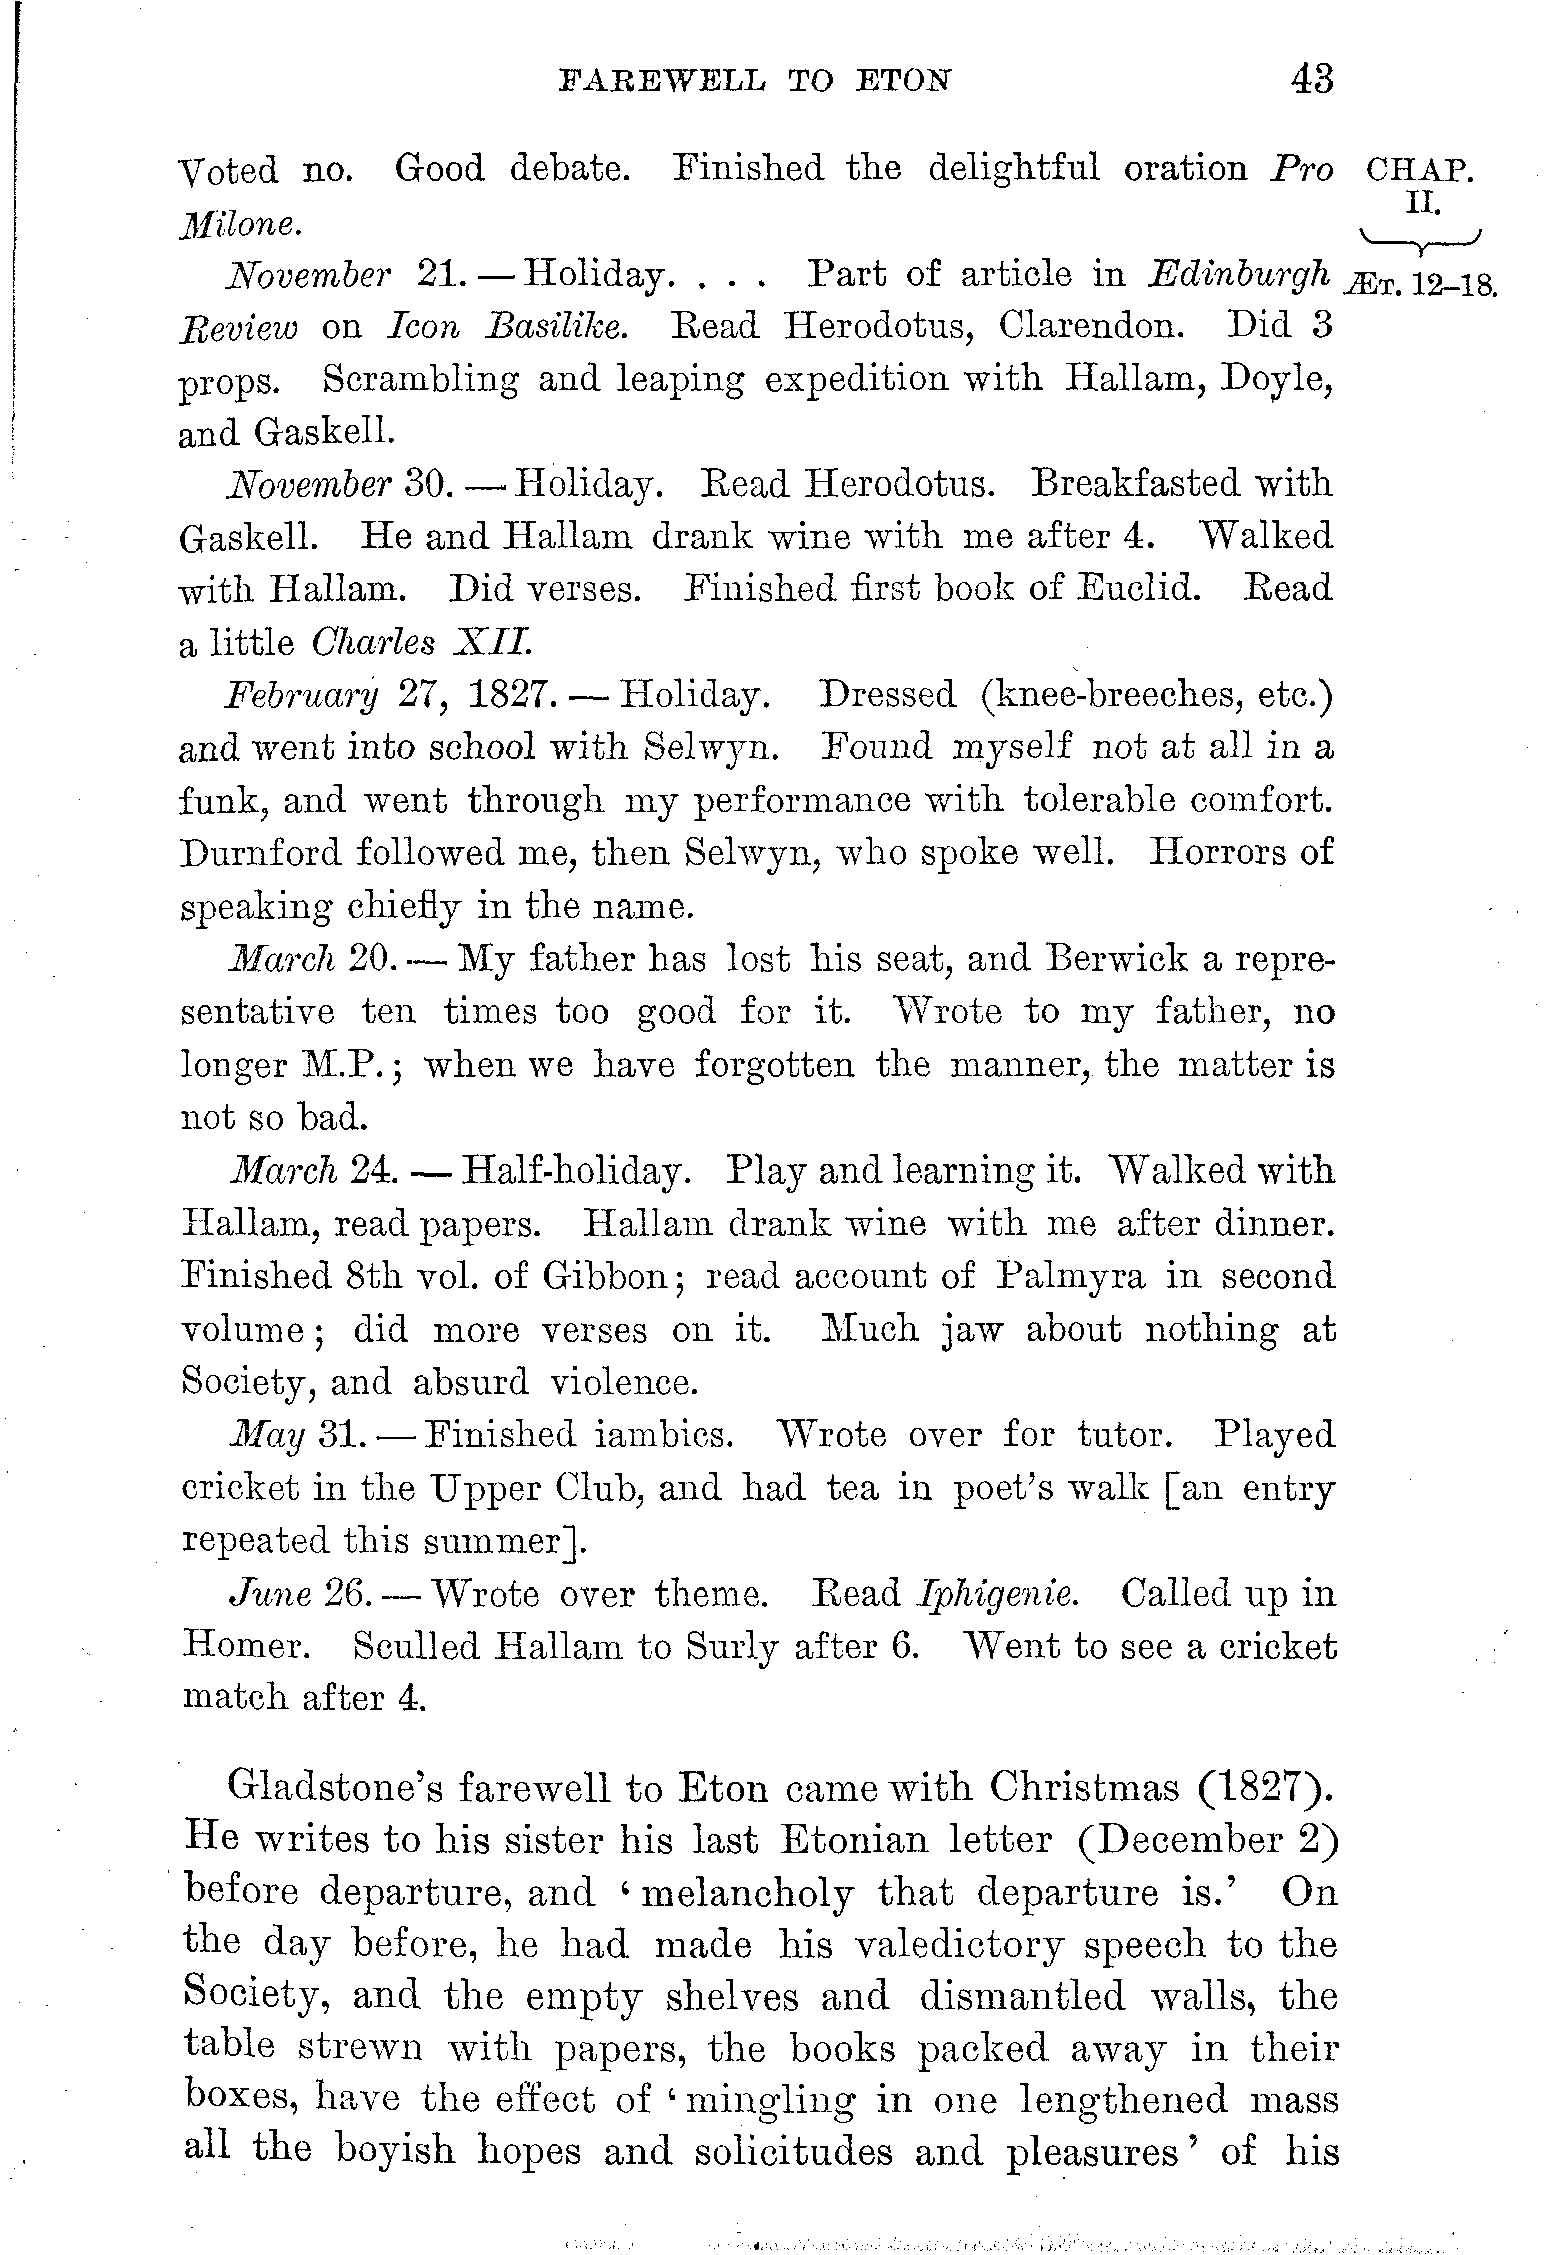 FAREWELL TO ETON 43
Voted no. Good debate. Finished the delightful oration Pro
Milone.
CHAP.
II.
ÆT. 12–18.
November 21. — Holiday. . . . Part of article in Edinburgh
Review on Icon Basilike. Read Herodotus, Clarendon. Did 3
props. Scrambling and leaping expedition with Hallam, Doyle,
and Gaskell.
November 30. — Holiday. Read Herodotus. Breakfasted with
Gaskell. He and Hallam drank wine with me after 4. Walked
with Hallam. Did verses. Finished first book of Euclid. Read
a little Charles XII.
February 27, 1827. — Holiday. Dressed (knee-breeches, etc.)
and went into school with Selwyn. Found myself not at all in a
funk, and went through my performance with tolerable comfort.
Durnford followed me, then Selwyn, who spoke well. Horrors of
speaking chiefly in the name.
March 20. — My father has lost his seat, and Berwick a repre-
sentative ten times too good for it. Wrote to my father, no
longer M.P.; when we have forgotten the manner, the matter is
not so bad.
March 24. — Half-holiday. Play and learning it. Walked with
Hallam, read papers. Hallam drank wine with me after dinner.
Finished 8th vol. of Gibbon; read account of Palmyra in second
volume; did more verses on it. Much jaw about nothing at
Society, and absurd violence.
May 31. — Finished iambics. Wrote over for tutor. Played
cricket in the Upper Club, and had tea in poet's walk [an entry
repeated this summer].
June 26. — Wrote over theme. Read Iphigenie. Called up in
Homer. Sculled Hallam to Surly after 6. Went to see a cricket
match after 4.
Gladstone's farewell to Eton came with Christmas (1827).
He writes to his sister his last Etonian letter (December 2)
before departure, and 'melancholy that departure is.' On
the day before, he had made his valedictory speech to the
Society, and the empty shelves and dismantled walls, the
table strewn with papers, the books packed away in their
boxes, have the effect of 'mingling in one lengthened mass
all the boyish hopes and solicitudes and pleasures' of his